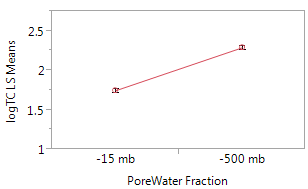 logTC LS Means
2.5
2
1.5
1
-15 mb
-500 mb
PoreWater Fraction